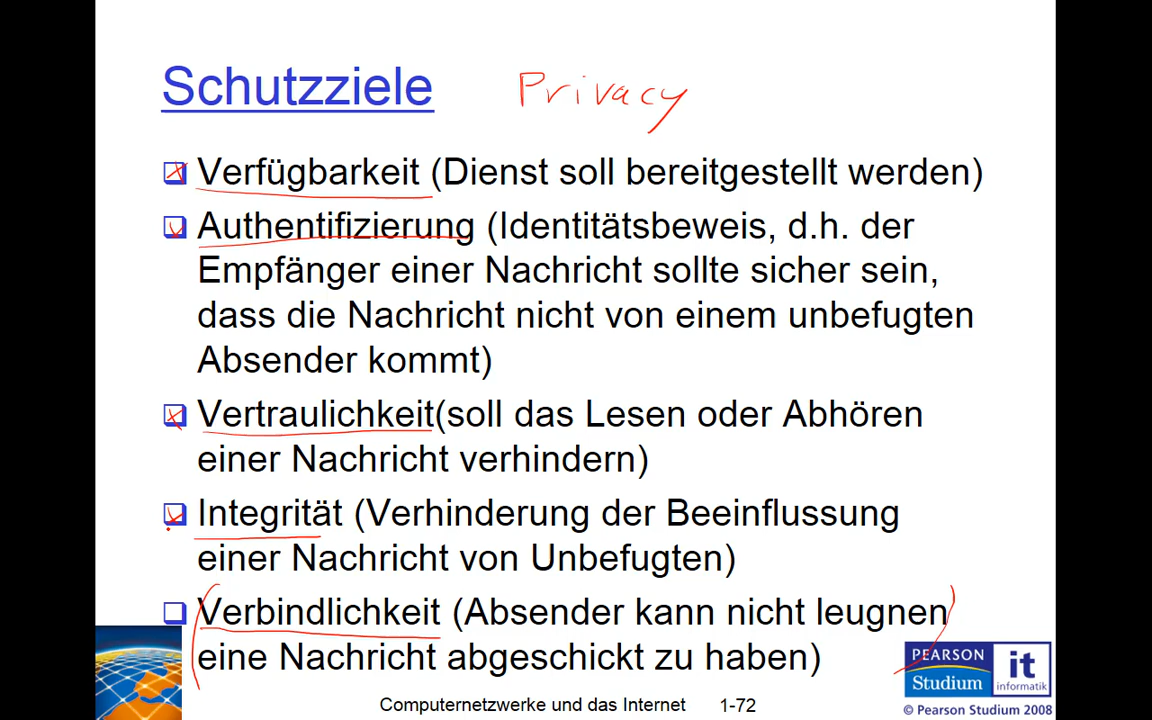 Schutzziele Privacy
Verfügbarkeit (Dienst soll bereitgestellt werden)
Authentifizierung (Identitätsbeweis, d.h. der
Empfänger einer Nachricht sollte sicher sein,
dass die Nachricht nicht von einem unbefugten
Absender kommt)
Vertraulichkeit(soll das Lesen oder Abhören
einer Nachricht verhindern)
Integrität (Verhinderung der Beeinflussung
einer Nachricht von Unbefugten)
Verbindlichkeit (Absender kann nicht leugnen
eine Nachricht abgeschickt zu haben)
PEARSON
Studium
it
informatik
Computernetzwerke und das Internet 1-72
© Pearson Studium 2008